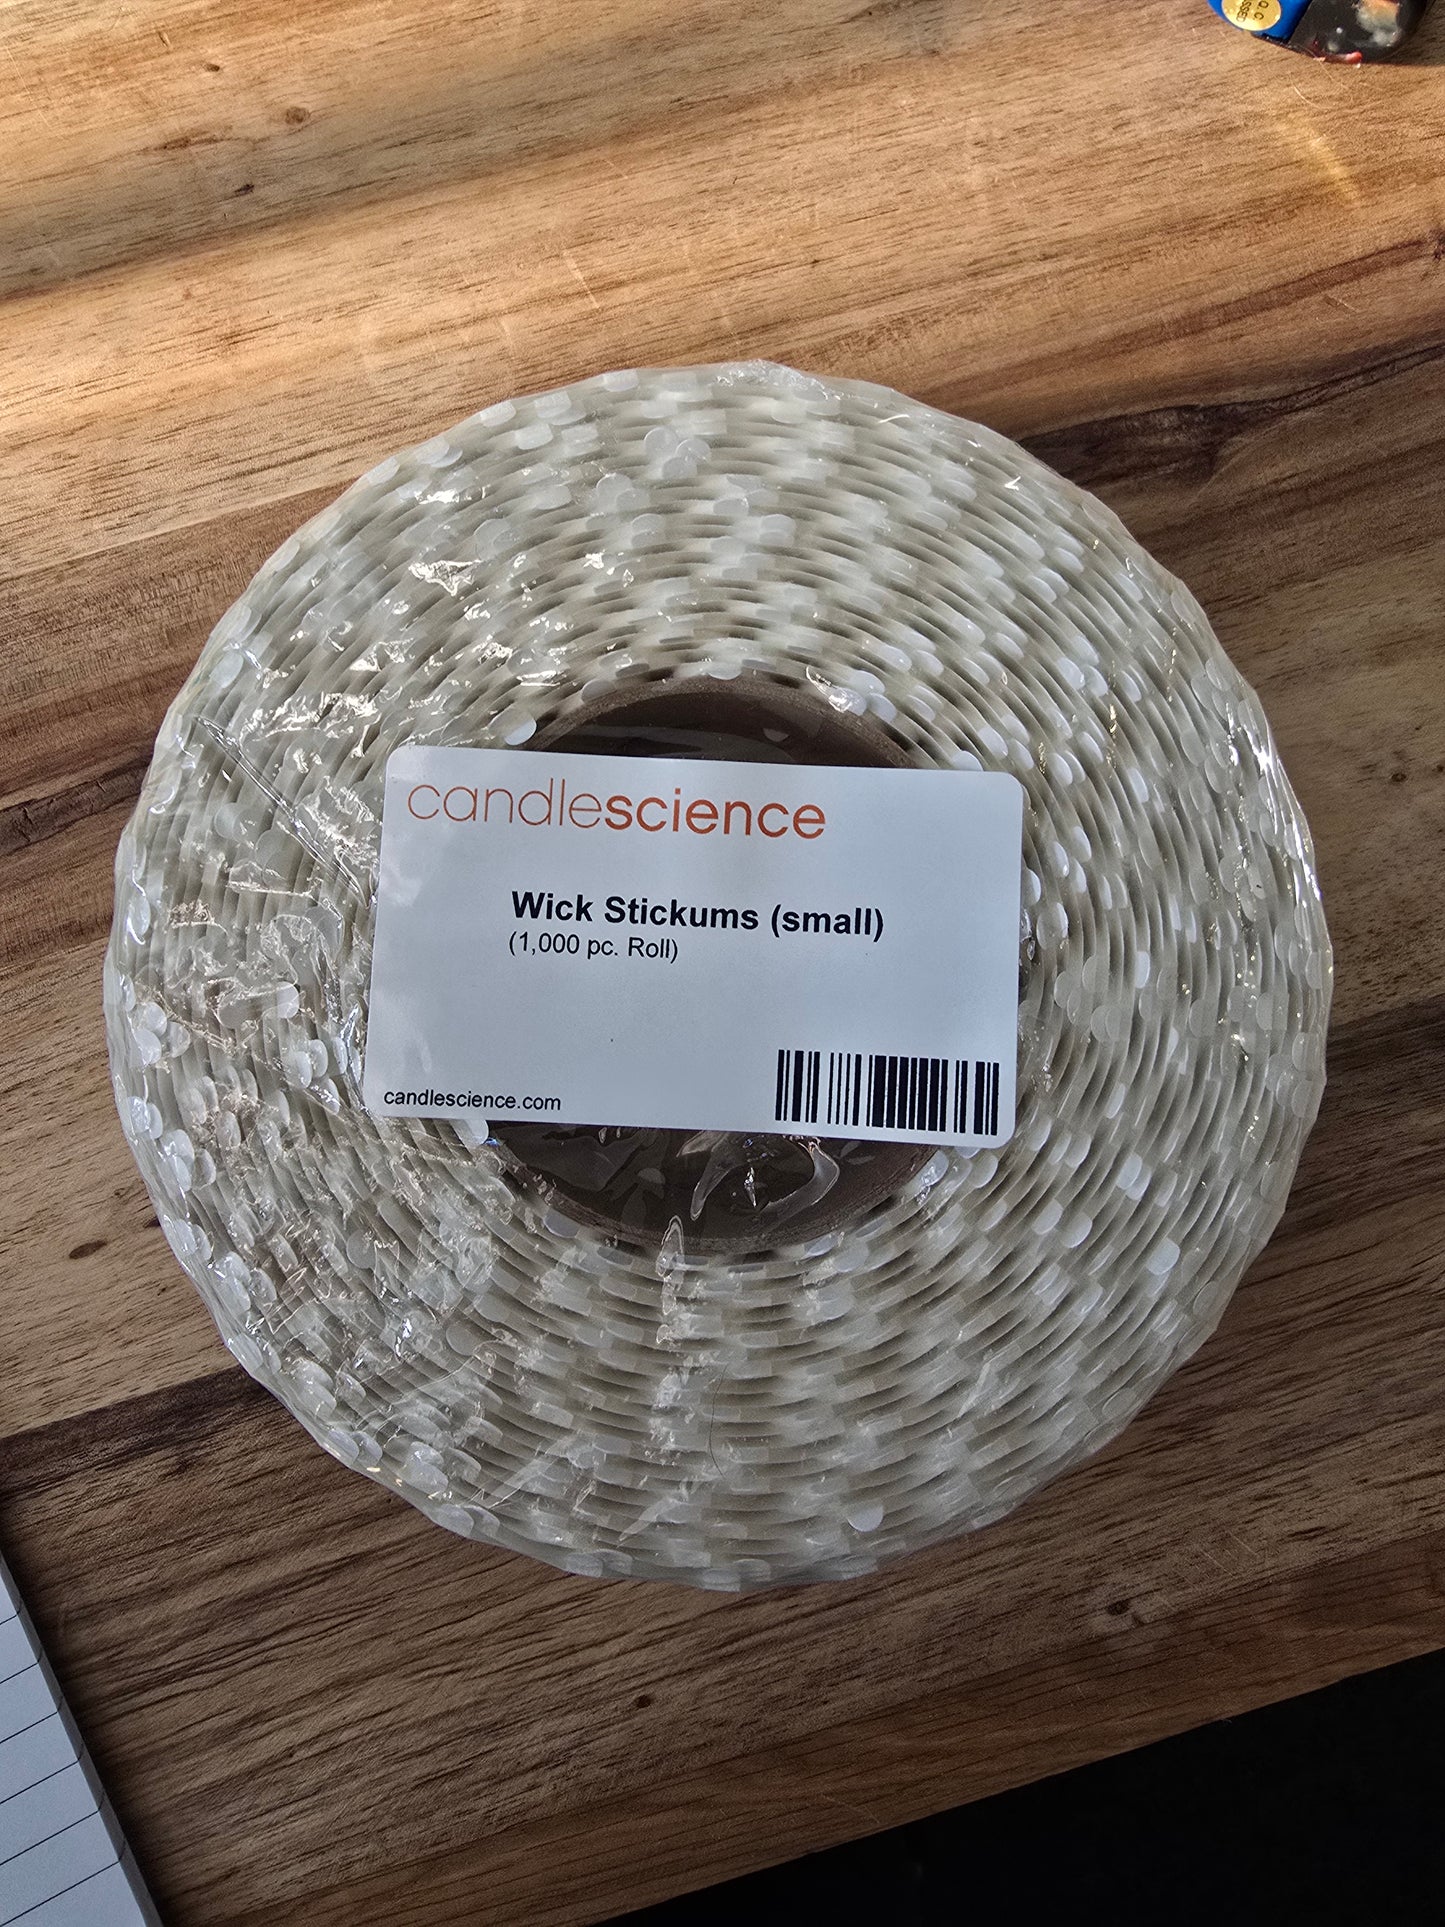 Q.C
candlescience
Wick Stickums (small)
(1,000 pc. Roll)
candlescience.com